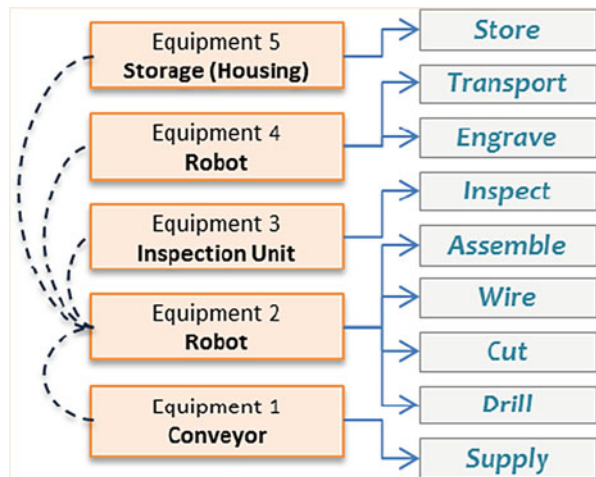 Equipment 5
Storage (Housing)
Equipment 4
Robot
Equipment 3
Inspection Unit
Equipment 2
Robot
Equipment 1
Conveyor
Store
Transport
Engrave
Inspect
Assemble
Wire
Cut
Drill
Supply